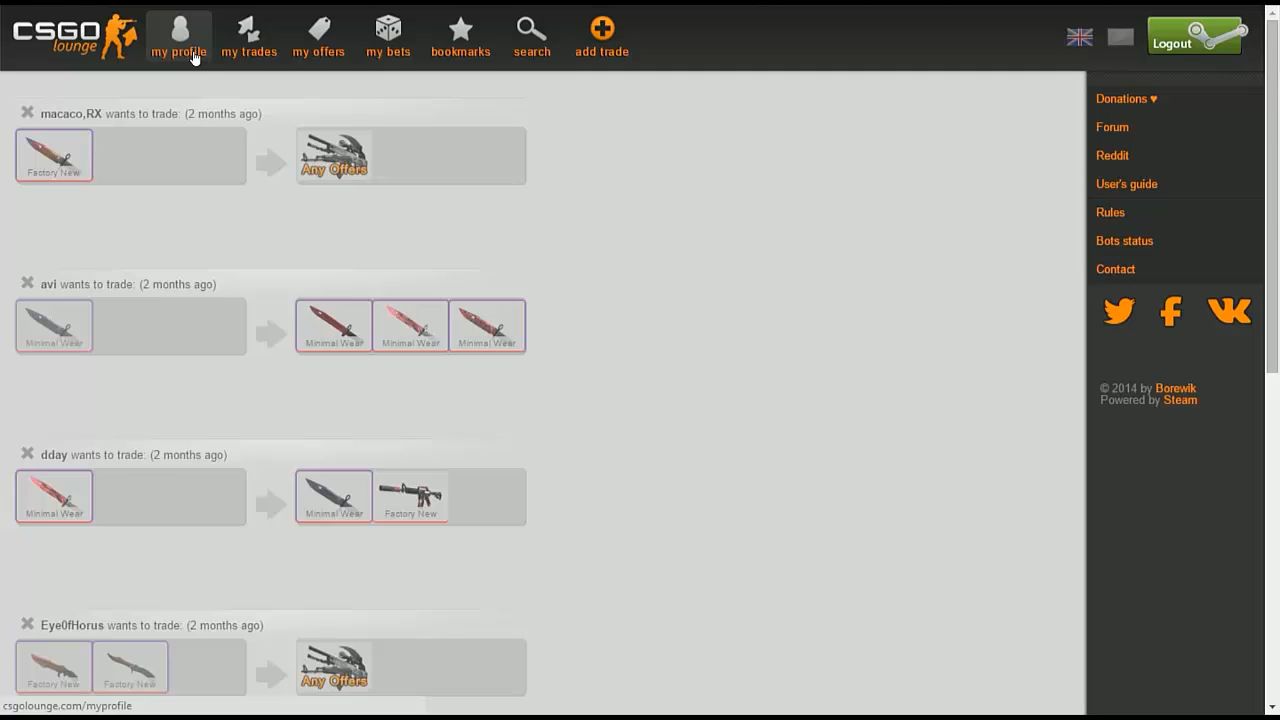 CSGO
lounge
my profile
my trades
my offers
my bets
bookmarks
search
add trade
Logout
macaco,RX wants to trade: (2 months ago)
Factory New
Any Offers
avi wants to trade: (2 months ago)
Minimal Wear
Minimal Wear
Minimal Wear
Minimal Wear
dday wants to trade: (2 months ago)
Minimal Wear
Minimal Wear
Factory New
Eye0fHorus wants to trade: (2 months ago)
Factory New
Factory New
Any Offers
Donations ♥
Forum
Reddit
User's guide
Rules
Bots status
Contact
© 2014 by Borewik
Powered by Steam
csgolounge.com/myprofile